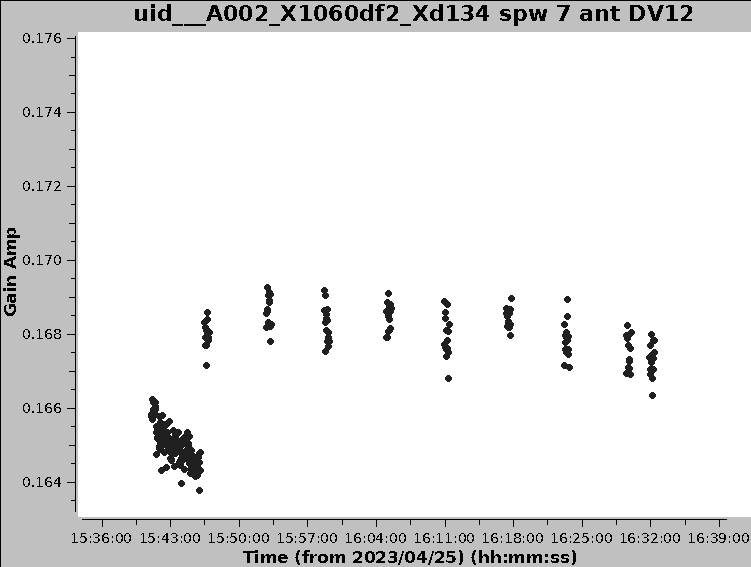 uid___A002_X1060df2_Xd134 spw 7 ant DV12
0.176
0.174
0.172
0.170
0.168
0.166
0.164
Gain Amp
15:36:00 15:43:00 15:50:00 15:57:00 16:04:00 16:11:00 16:18:00 16:25:00 16:32:00 16:39:00
Time (from 2023/04/25) (hh:mm:ss)